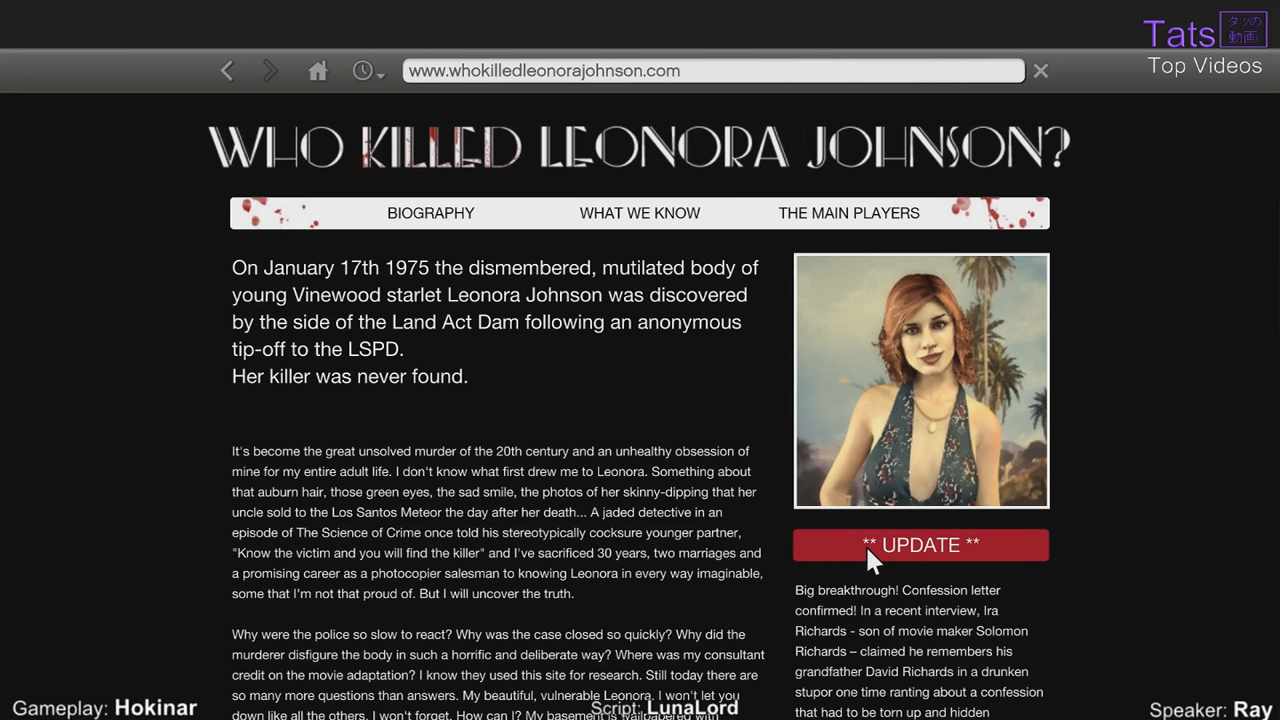 Tats タツの
動画
Top Videos
www.whokilledleonorajohnson.com
WHO KILLED LEONORA JOHNSON?
BIOGRAPHY
WHAT WE KNOW
THE MAIN PLAYERS
On January 17th 1975 the dismembered, mutilated body of
young Vinewood starlet Leonora Johnson was discovered
by the side of the Land Act Dam following an anonymous
tip-off to the LSPD.
Her killer was never found.
It's become the great unsolved murder of the 20th century and an unhealthy obsession of
mine for my entire adult life. I don't know what first drew me to Leonora. Something about
that auburn hair, those green eyes, the sad smile, the photos of her skinny-dipping that her
uncle sold to the Los Santos Meteor the day after her death... A jaded detective in an
episode of The Science of Crime once told his stereotypically cocksure younger partner,
"Know the victim and you will find the killer" and I've sacrificed 30 years, two marriages and
a promising career as a photocopier salesman to knowing Leonora in every way imaginable,
some that I'm not that proud of. But I will uncover the truth.
Why were the police so slow to react? Why was the case closed so quickly? Why did the
murderer disfigure the body in such a horrific and deliberate way? Where was my consultant
credit on the movie adaptation? I know they used this site for research. Still today there are
so many more questions than answers. My beautiful, vulnerable Leonora. I won't let you
down like all the others. I won't forget. How can I? My basement is wallpapered with
** UPDATE **
Big breakthrough! Confession letter
confirmed! In a recent interview, Ira
Richards - son of movie maker Solomon
Richards – claimed he remembers his
grandfather David Richards in a drunken
stupor one time ranting about a confession
that had to be torn up and hidden
Gameplay: Hokinar
Script: LunaLord
Speaker: Ray